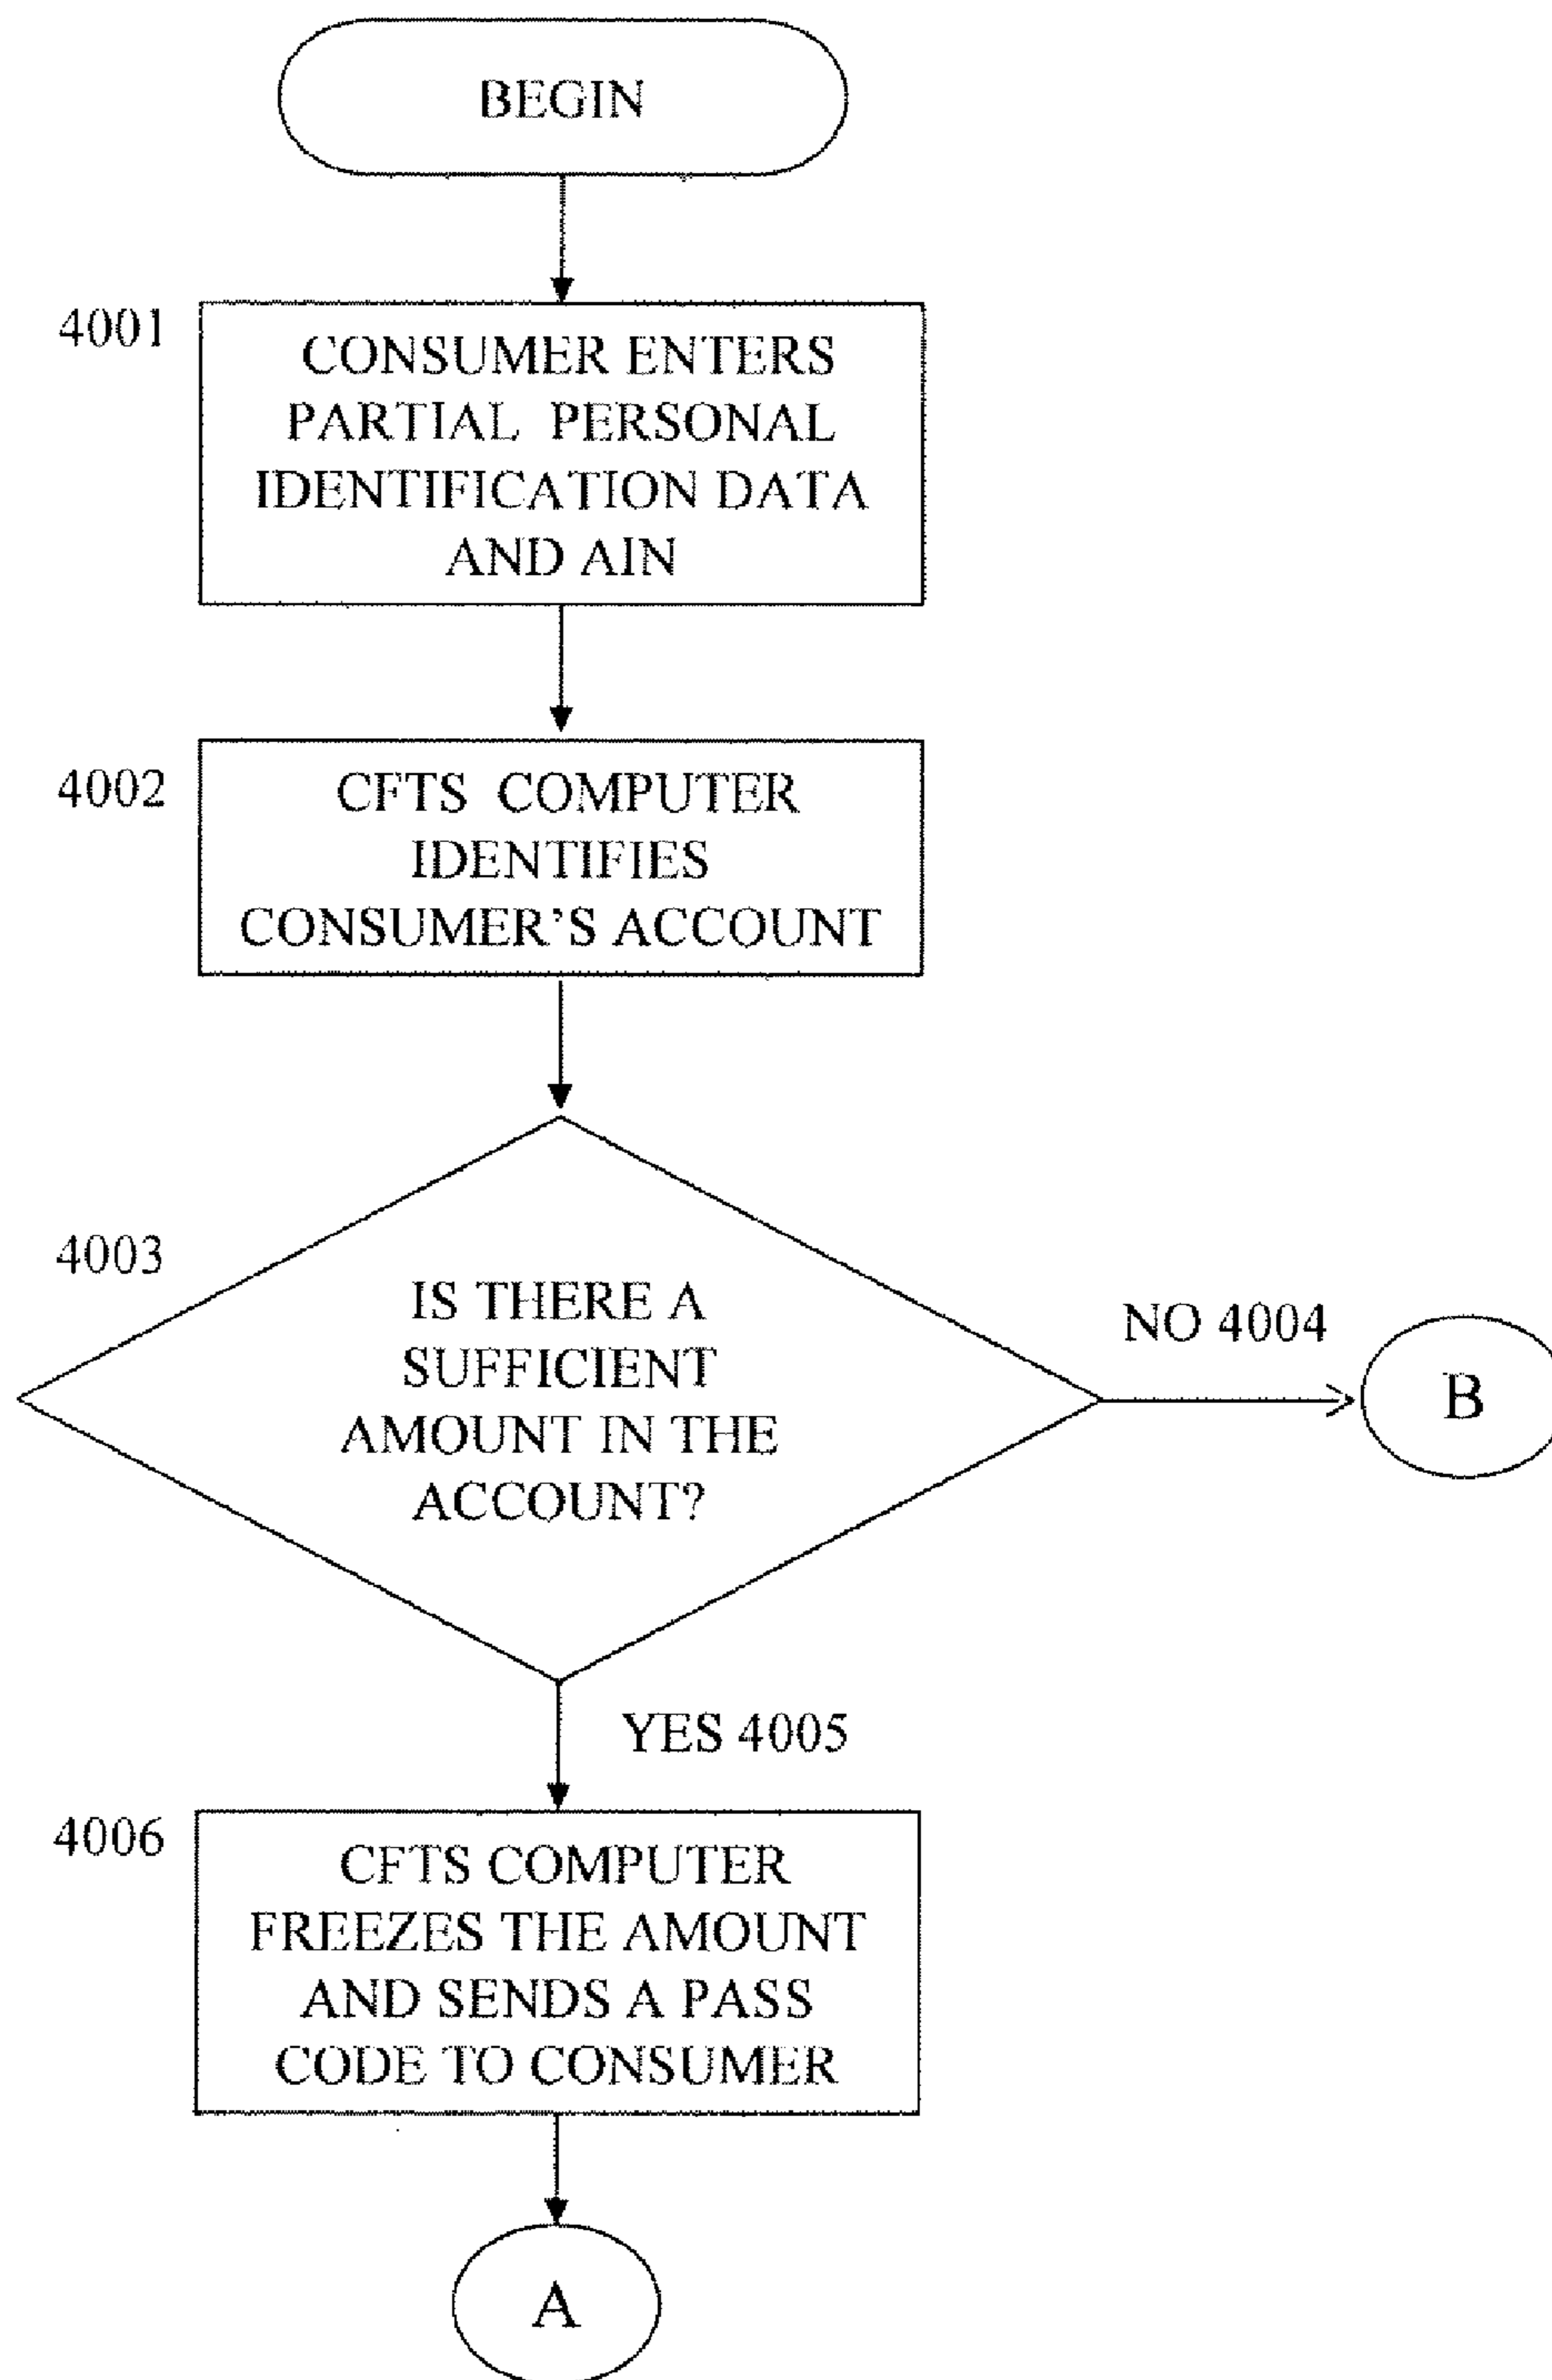 BEGIN
4001
CONSUMER ENTERS
PARTIAL PERSONAL
IDENTIFICATION DATA
AND AIN
4002
CFTS COMPUTER
IDENTIFIES
CONSUMER'S ACCOUNT
4003
IS THERE A
SUFFICIENT
AMOUNT IN THE
ACCOUNT?
NO 4004
B
YES 4005
4006
CFTS COMPUTER
FREEZES THE AMOUNT
AND SENDS A PASS
CODE TO CONSUMER
A